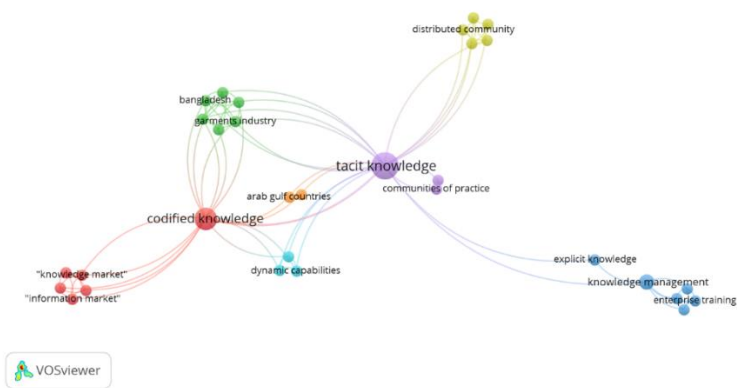 distributed community
bangladesh
garments industry
tacit knowledge
communities of practice
arab gulf countries
codified knowledge
explicit knowledge
"knowledge market"
dynamic capabilities
knowledge management
"information market"
enterprise training
VOSviewer